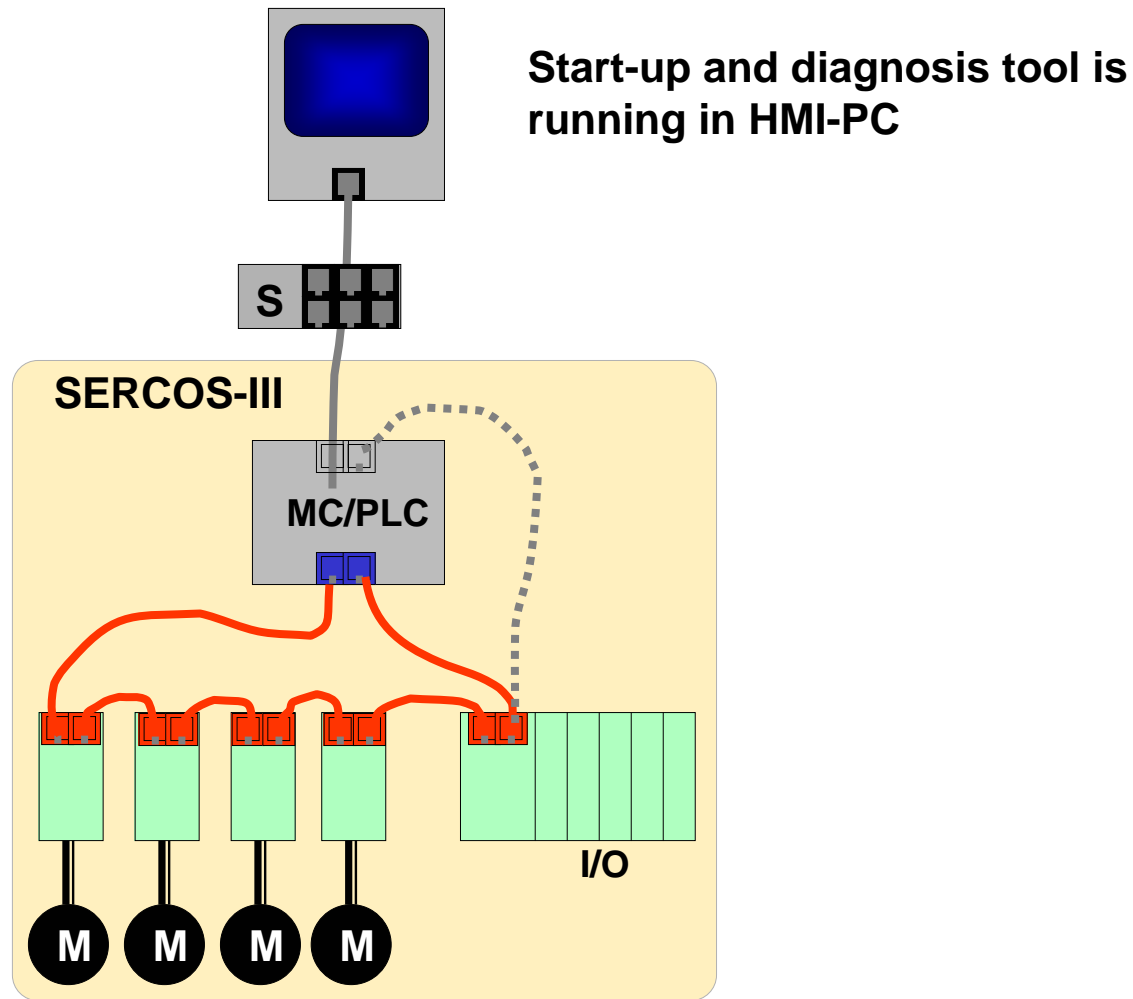 Start-up and diagnosis tool is
running in HMI-PC
S
SERCOS-III
MC/PLC
I/O
M M M M